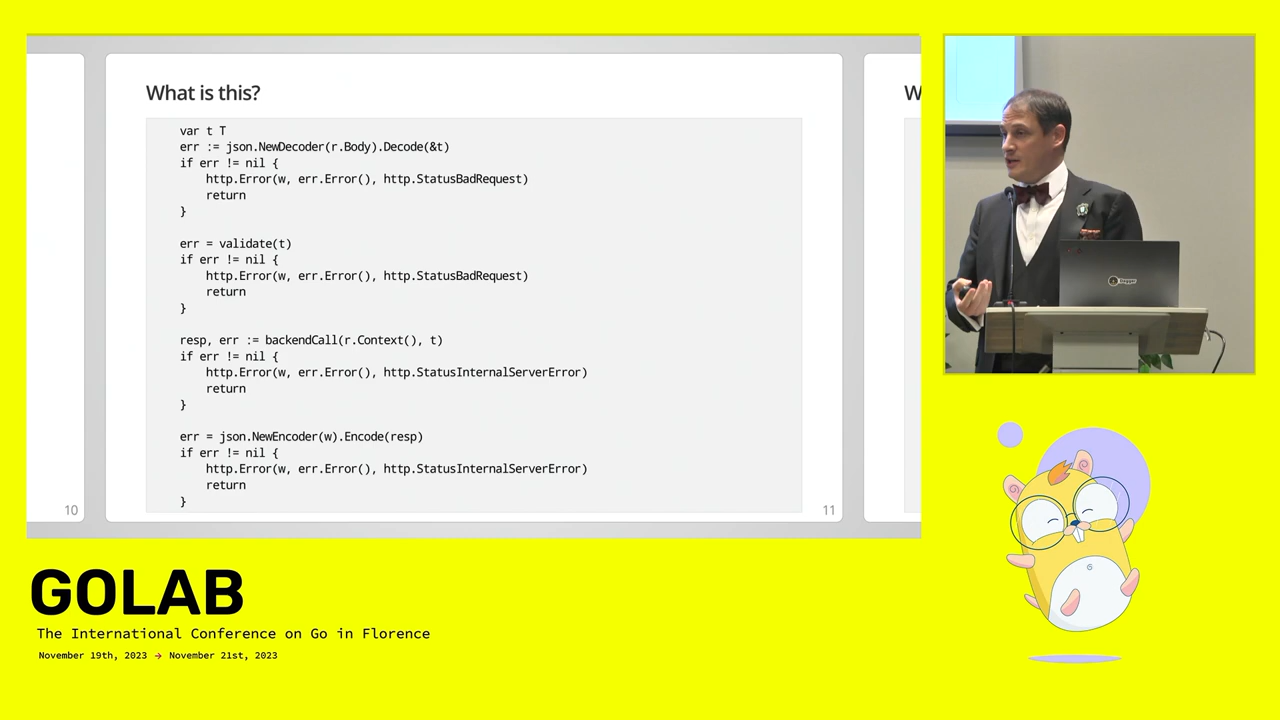 What is this?
W
var t T
err := json.NewDecoder(r.Body).Decode(&t)
if err != nil {
    http.Error(w, err.Error(), http.StatusBadRequest)
    return
}
err = validate(t)
if err != nil {
    http.Error(w, err.Error(), http.StatusBadRequest)
    return
}
resp, err := backendCall(r.Context(), t)
if err != nil {
    http.Error(w, err.Error(), http.StatusInternalServerError)
    return
}
err = json.NewEncoder(w).Encode(resp)
if err != nil {
    http.Error(w, err.Error(), http.StatusInternalServerError)
    return
}
10
11
Dagger
GOLAB
The International Conference on Go in Florence
November 19th, 2023 → November 21st, 2023